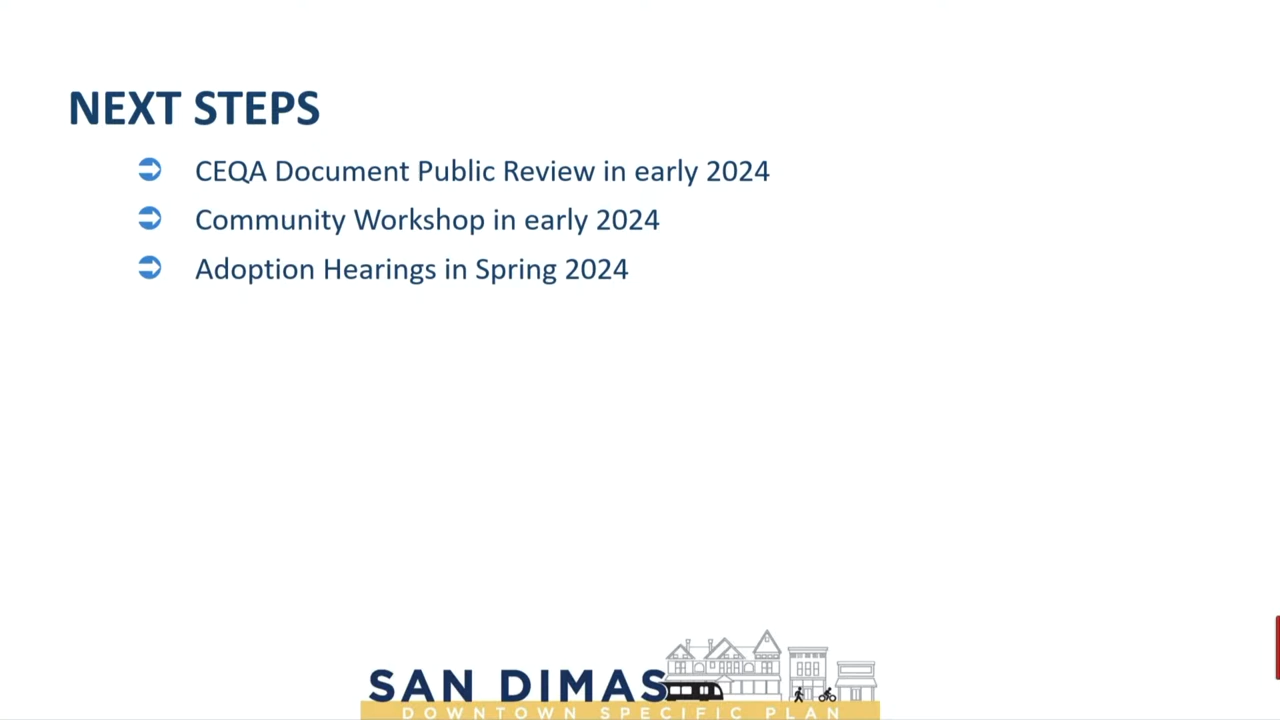 NEXT STEPS
CEQA Document Public Review in early 2024
Community Workshop in early 2024
Adoption Hearings in Spring 2024
SAN DIMAS
DOWNTOWN SPECIFIC PLAN